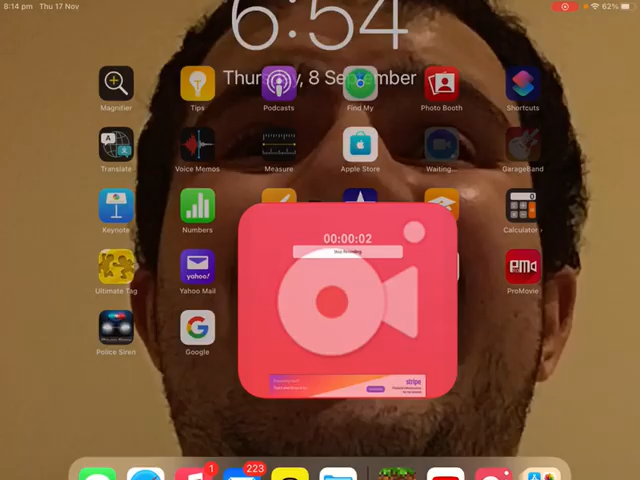 8:14 pm Thu 17 Nov 62%
6:54
Thursday, 8 September
Magnifier Tips Podcasts Find My Photo Booth Shortcuts
Translate Voice Memos Measure Apple Store Waiting... GarageBand
Keynote Numbers Calculator
00:00:02
Stop Recording
Ultimate Tag Yahoo Mail ProMovie
yahoo!
PMO
Police Siren Google
stripe
1 223